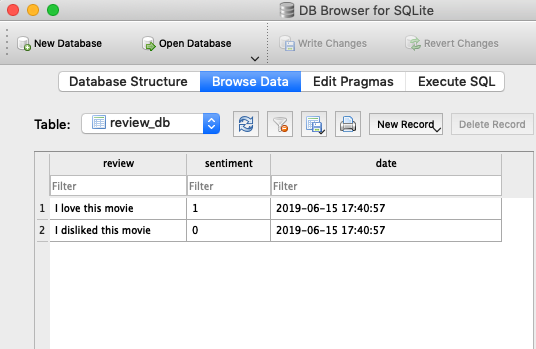 DB Browser for SQLite
New Database Open Database Write Changes Revert Changes
Database Structure Browse Data Edit Pragmas Execute SQL
Table: review_db New Record Delete Record
review sentiment date
Filter Filter Filter
1 I love this movie 1 2019-06-15 17:40:57
2 I disliked this movie 0 2019-06-15 17:40:57